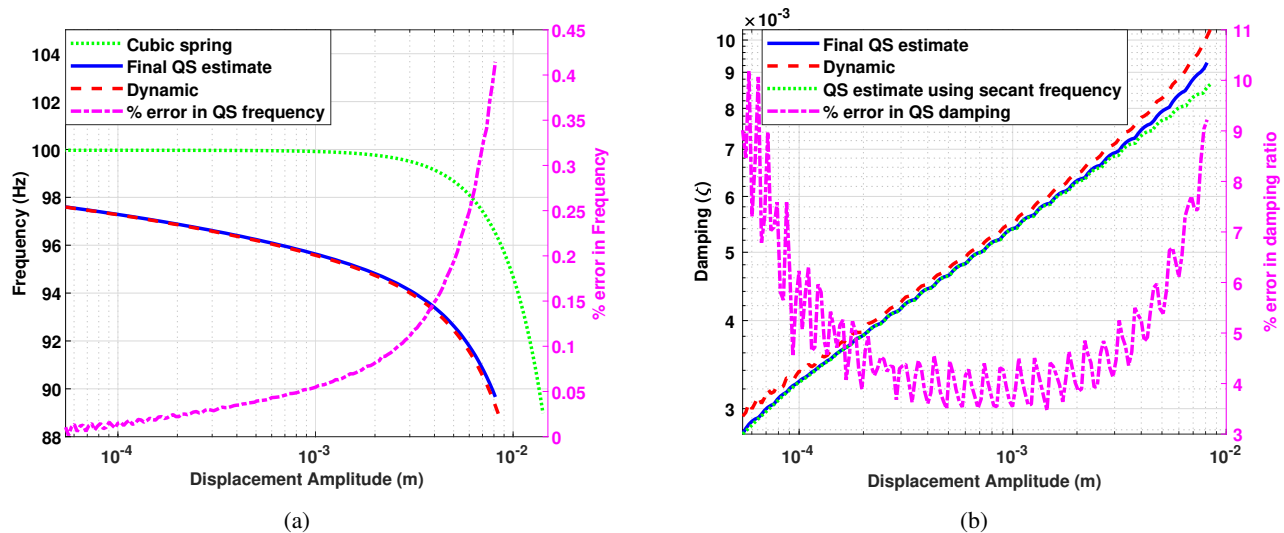 104
102
100
98
96
94
92
90
88
Frequency (Hz)
Cubic spring
Final QS estimate
Dynamic
% error in QS frequency
0.45
0.4
0.35
0.3
0.25
0.2
0.15
0.1
0.05
0
% error in Frequency
10-4
10-3
10-2
Displacement Amplitude (m)
(a)
×10-3
10
9
8
7
6
5
4
3
Damping (ζ)
Final QS estimate
Dynamic
QS estimate using secant frequency
% error in QS damping
11
10
9
8
7
6
5
4
3
% error in damping ratio
10-4
10-3
10-2
Displacement Amplitude (m)
(b)